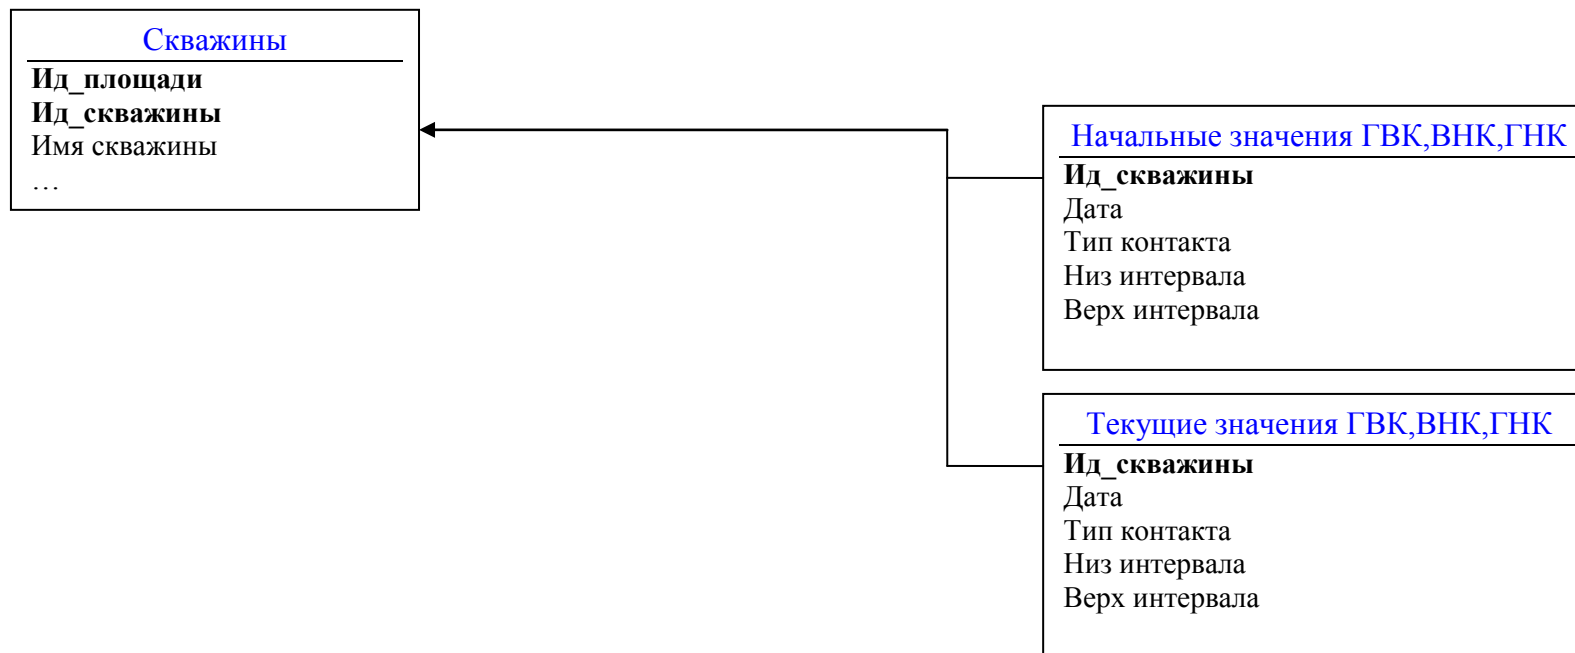 Скважины
Ид_площади
Ид_скважины
Имя скважины
…
Начальные значения ГВК,ВНК,ГНК
Ид_скважины
Дата
Тип контакта
Низ интервала
Верх интервала
Текущие значения ГВК,ВНК,ГНК
Ид_скважины
Дата
Тип контакта
Низ интервала
Верх интервала